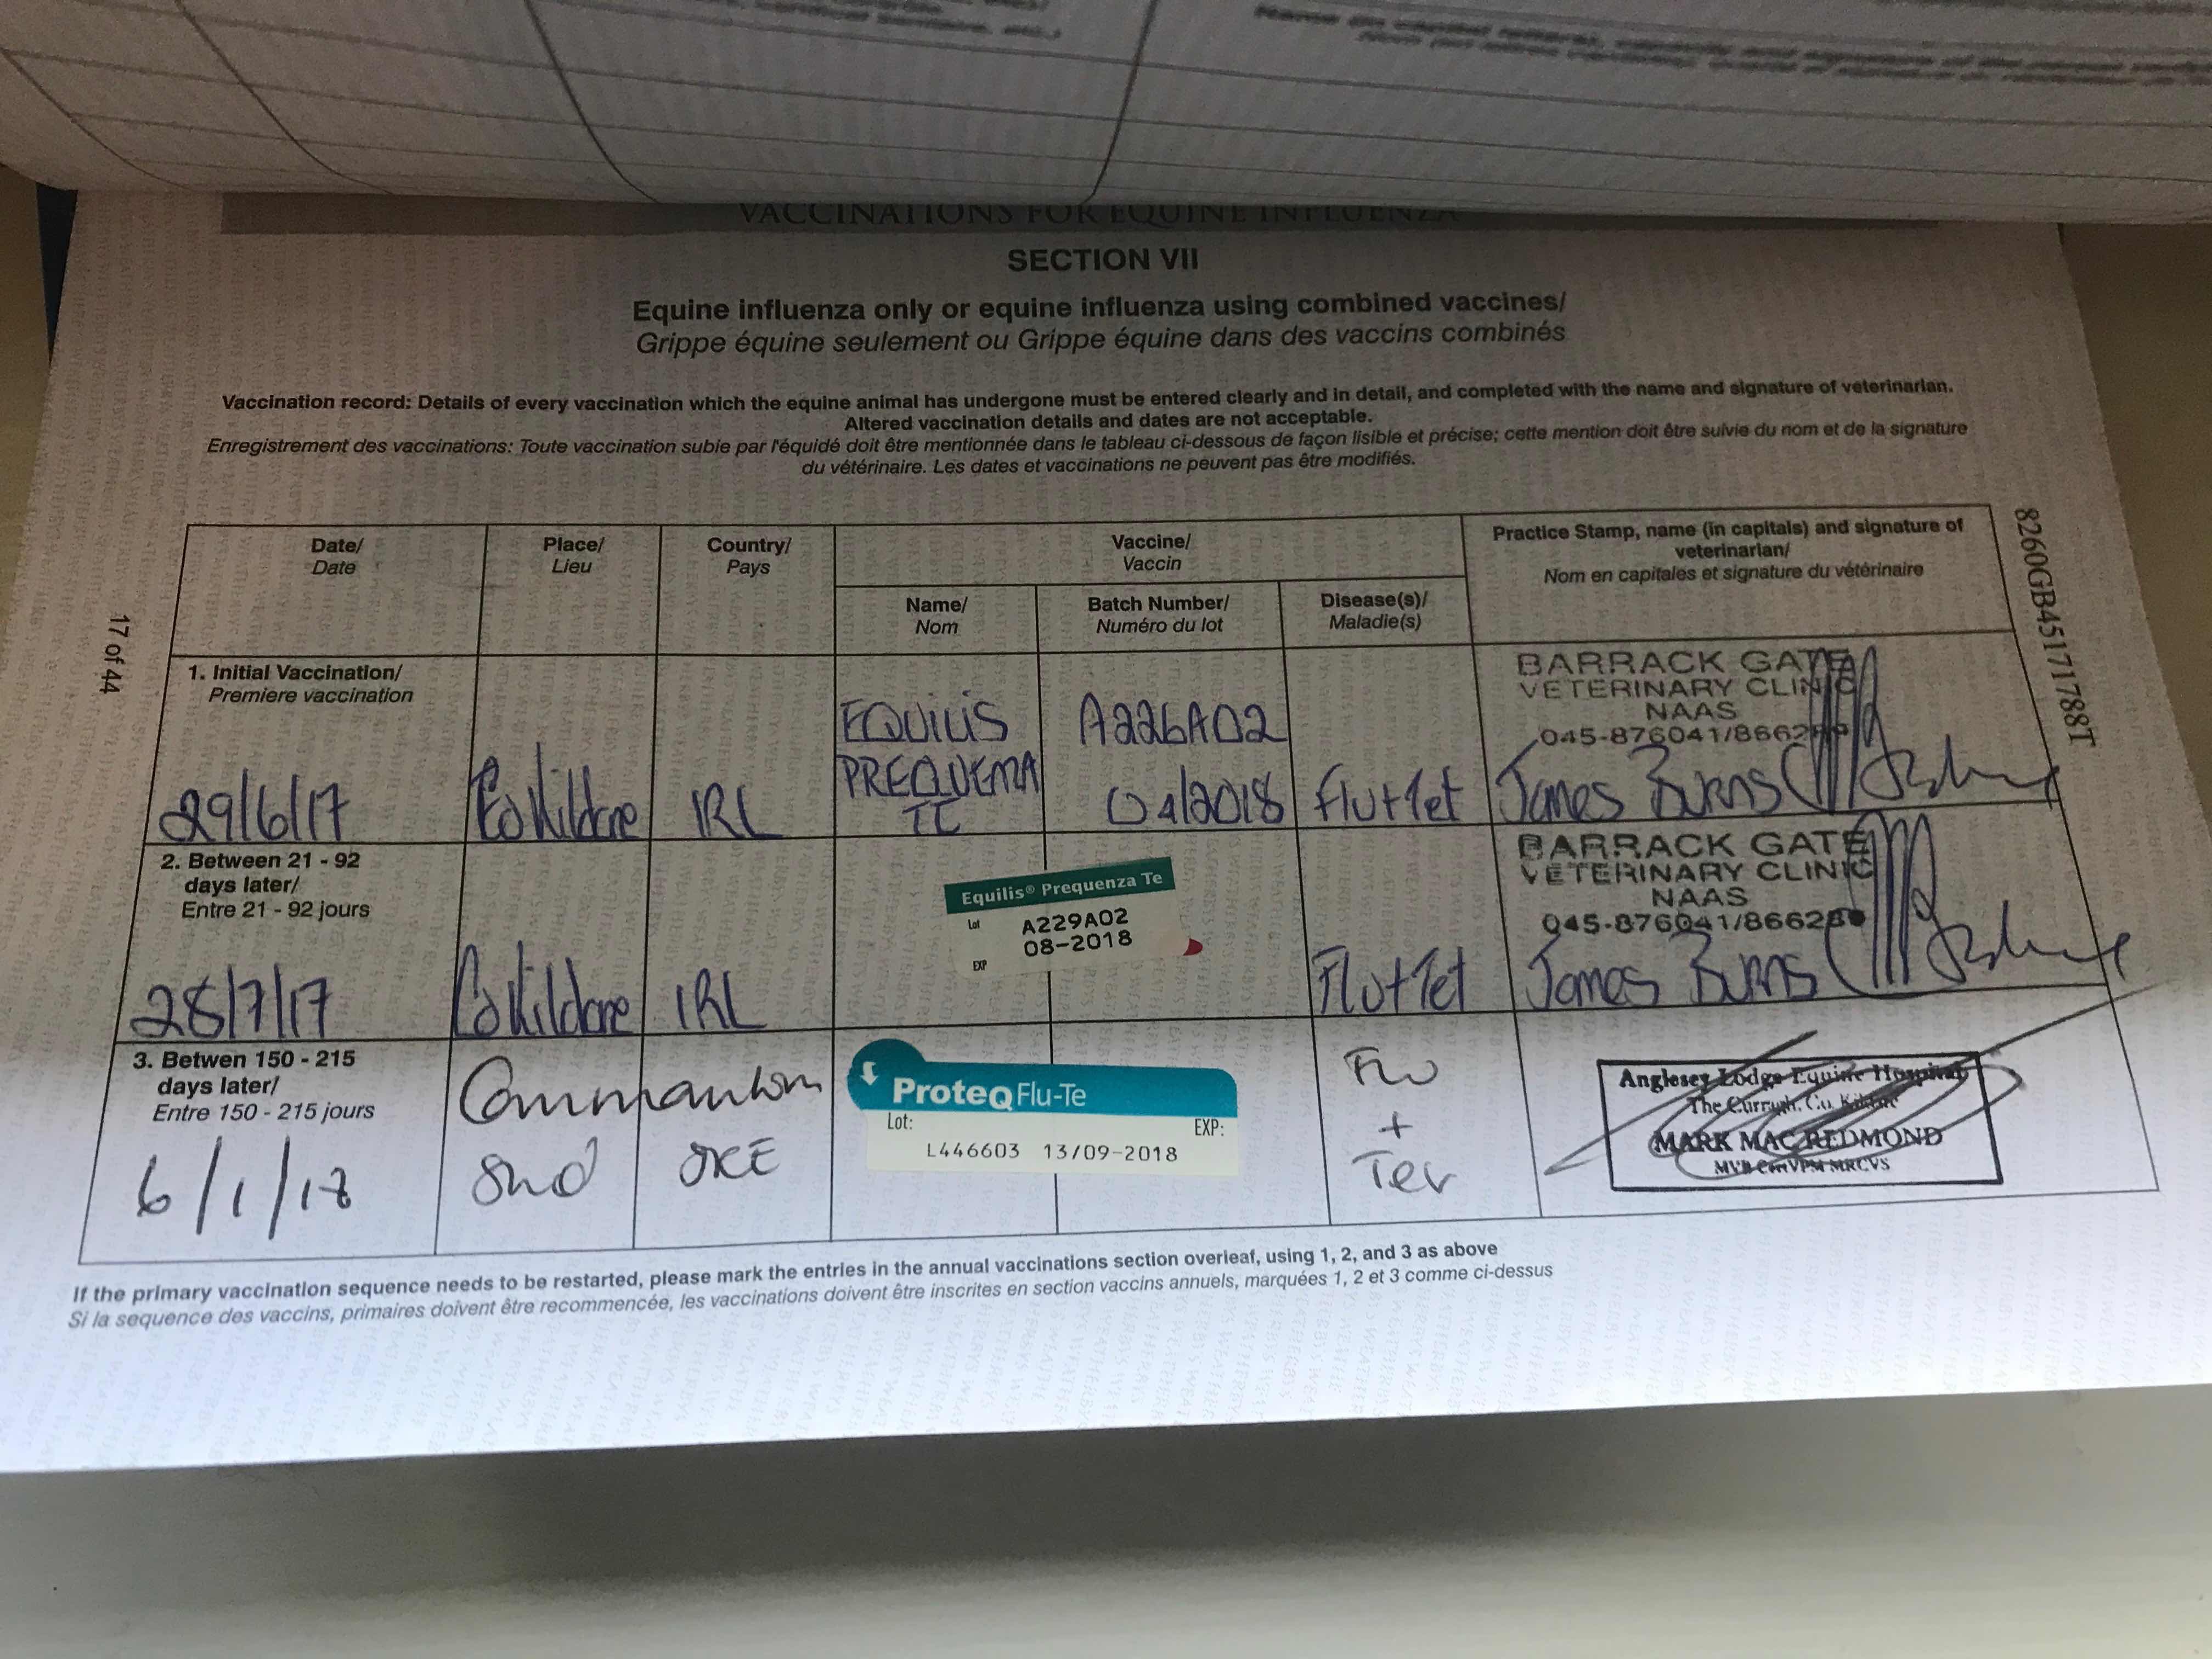 VACCINATIONS FOR EQUINE INFLUENZA
SECTION VII
Equine influenza only or equine influenza using combined vaccines/
Grippe équine seulement ou Grippe équine dans des vaccins combinés
Vaccination record: Details of every vaccination which the equine animal has undergone must be entered clearly and in detail, and completed with the name and signature of veterinarian.
Altered vaccination details and dates are not acceptable.
Enregistrement des vaccinations: Toute vaccination subie par l'équidé doit être mentionnée dans le tableau ci-dessous de façon lisible et précise; cette mention doit être suivie du nom et de la signature
du vétérinaire. Les dates et vaccinations ne peuvent pas être modifiés.
Date/
Date
Place/
Lieu
Country/
Pays
Vaccine/
Vaccin
Name/
Nom
Batch Number/
Numéro du lot
Disease(s)/
Maladie(s)
Practice Stamp, name (in capitals) and signature of
veterinarian/
Nom en capitales et signature du vétérinaire
1. Initial Vaccination/
Premiere vaccination
29/6/17
Co Kildare
IRL
EQUILIS
PREQUENZA
TE
A226A02
04/2018
Flu+Tet
BARRACK GATE
VETERINARY CLINIC
NAAS
James Burns
2. Between 21 - 92
days later/
Entre 21 - 92 jours
28/7/17
Co Kildare
IRL
Equilis® Prequenza Te
Lot A229A02
08-2018
EXP
Flu+Tet
BARRACK GATE
VETERINARY CLINIC
NAAS
James Burns
3. Betwen 150 - 215
days later/
Entre 150 - 215 jours
6/1/18
Stud
IRE
ProteqFlu-Te
Lot: EXP:
L446603 13/09-2018
Flu
+
Tet
Anglesey Lodge Equine Hospital
The Curragh, Co. Kildare
MARK MAC REDMOND
MVB CertVPM MRCVS
If the primary vaccination sequence needs to be restarted, please mark the entries in the annual vaccinations section overleaf, using 1, 2, and 3 as above
Si la sequence des vaccins, primaires doivent être recommencée, les vaccinations doivent être inscrites en section vaccins annuels, marquées 1, 2 et 3 comme ci-dessus
17 of 44
8260GB451717788T